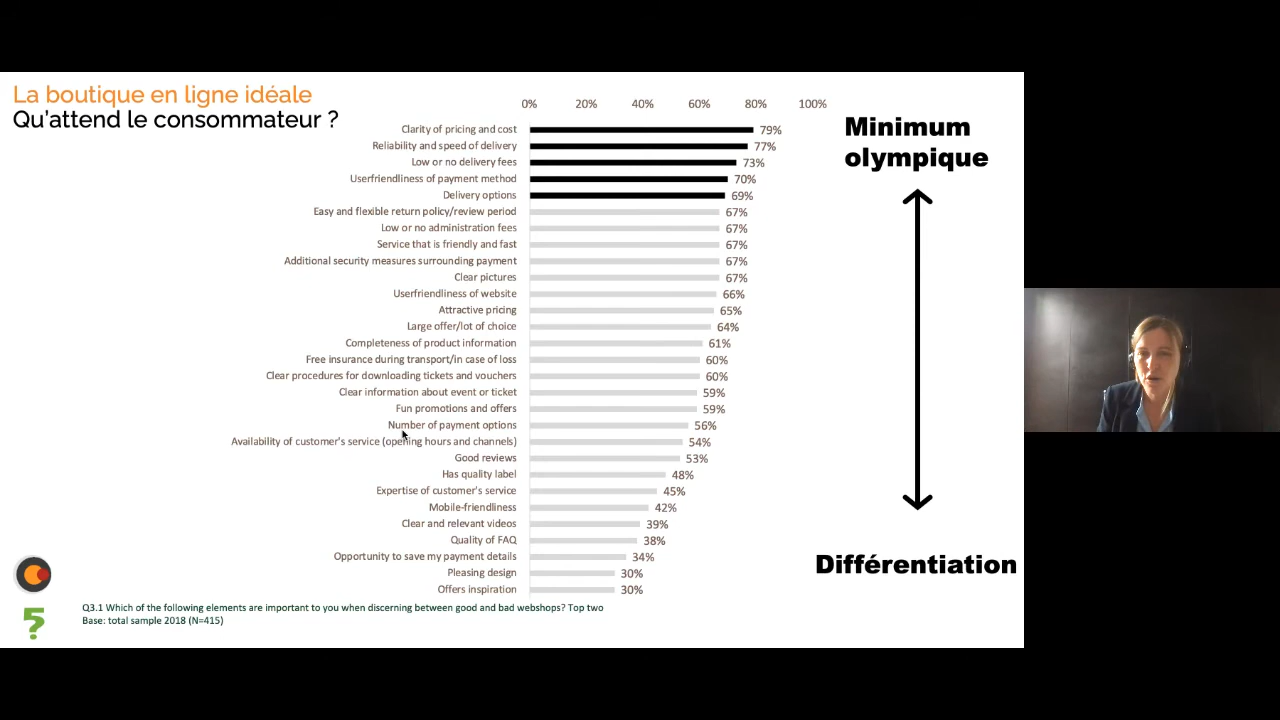 La boutique en ligne idéale
Qu'attend le consommateur ?
0% 20% 40% 60% 80% 100%
Clarity of pricing and cost 79%
Reliability and speed of delivery 77%
Low or no delivery fees 73%
Userfriendliness of payment method 70%
Delivery options 69%
Easy and flexible return policy/review period 67%
Low or no administration fees 67%
Service that is friendly and fast 67%
Additional security measures surrounding payment 67%
Clear pictures 67%
Userfriendliness of website 66%
Attractive pricing 65%
Large offer/lot of choice 64%
Completeness of product information 61%
Free insurance during transport/in case of loss 60%
Clear procedures for downloading tickets and vouchers 60%
Clear information about event or ticket 59%
Fun promotions and offers 59%
Number of payment options 56%
Availability of customer's service (opening hours and channels) 54%
Good reviews 53%
Has quality label 48%
Expertise of customer's service 45%
Mobile-friendliness 42%
Clear and relevant videos 39%
Quality of FAQ 38%
Opportunity to save my payment details 34%
Pleasing design 30%
Offers inspiration 30%
Minimum
olympique
Différentiation
Q3.1 Which of the following elements are important to you when discerning between good and bad webshops? Top two
Base: total sample 2018 (N=415)